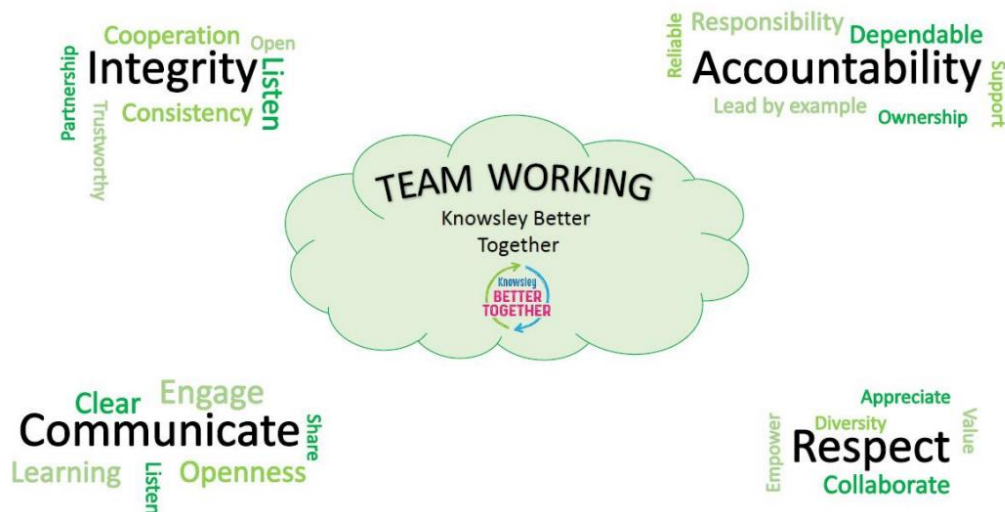 Cooperation
Open
Partnership
Integrity
Listen
Consistency
Trustworthy
Reliable
Responsibility
Dependable
Accountability
Support
Lead by example
Ownership
TEAM WORKING
Knowsley Better
Together
Knowsley
BETTER
TOGETHER
Clear
Engage
Communicate
Share
Learning
Listen
Openness
Appreciate
Empower
Diversity
Value
Respect
Collaborate